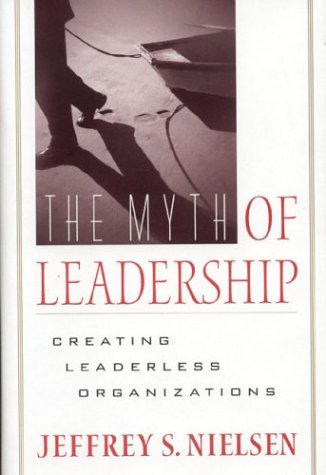 THE MYTH OF
LEADERSHIP
CREATING
LEADERLESS
ORGANIZATIONS
JEFFREY S. NIELSEN